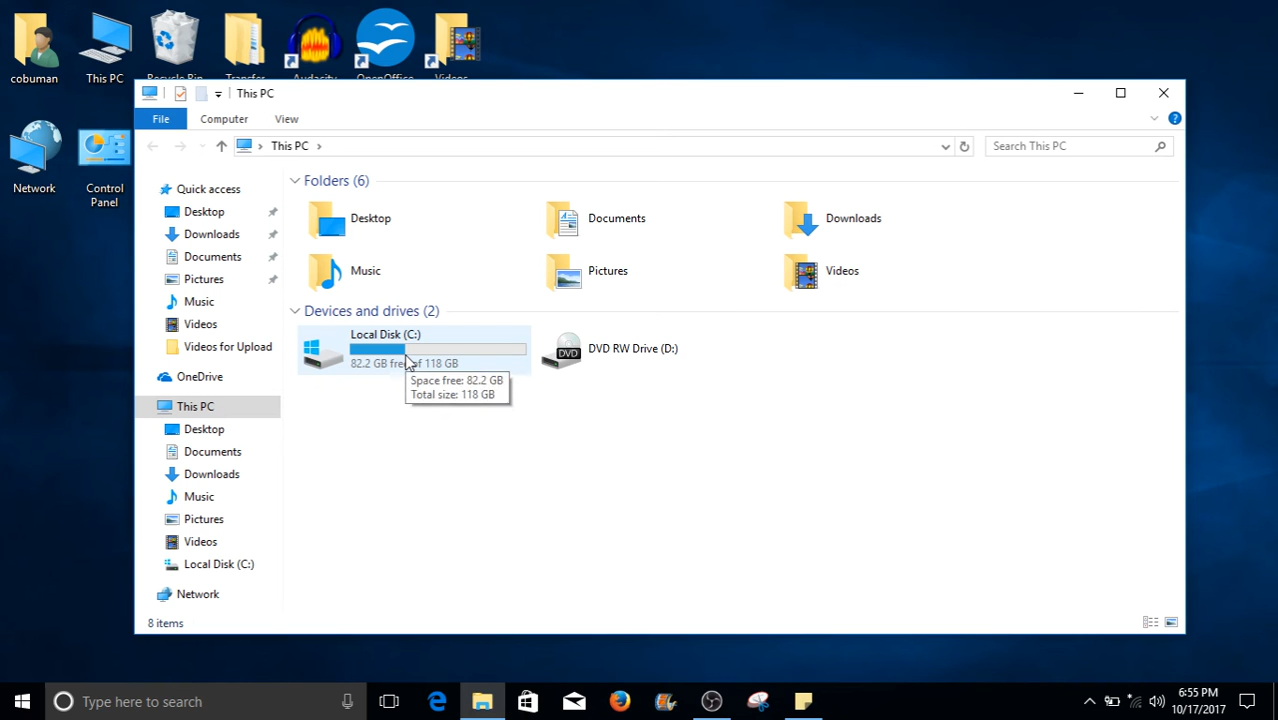 cobuman
This PC
Recycle Bin
Transfer
Audacity
OpenOffice
Videos
Network
Control
Panel
This PC
File
Computer
View
This PC
Search This PC
Quick access
Desktop
Downloads
Documents
Pictures
Music
Videos
Videos for Upload
OneDrive
This PC
Desktop
Documents
Downloads
Music
Pictures
Videos
Local Disk (C:)
Network
Folders (6)
Desktop
Documents
Downloads
Music
Pictures
Videos
Devices and drives (2)
Local Disk (C:)
82.2 GB free of 118 GB
Space free: 82.2 GB
Total size: 118 GB
DVD
DVD RW Drive (D:)
8 items
Type here to search
6:55 PM
10/17/2017